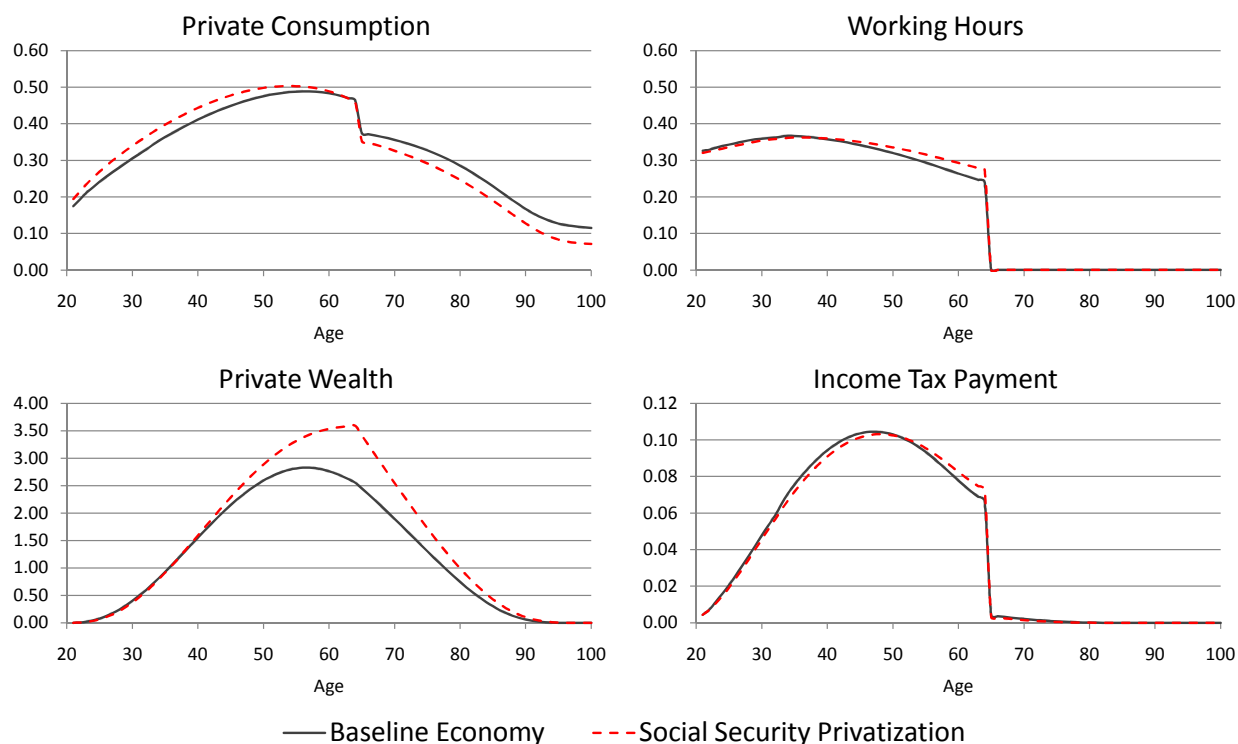 Private Consumption
0.60
0.50
0.40
0.30
0.20
0.10
0.00
20 30 40 50 60 70 80 90 100
Age
Working Hours
0.60
0.50
0.40
0.30
0.20
0.10
0.00
20 30 40 50 60 70 80 90 100
Age
Private Wealth
4.00
3.50
3.00
2.50
2.00
1.50
1.00
0.50
0.00
20 30 40 50 60 70 80 90 100
Age
Income Tax Payment
0.12
0.10
0.08
0.06
0.04
0.02
0.00
20 30 40 50 60 70 80 90 100
Age
Baseline Economy Social Security Privatization